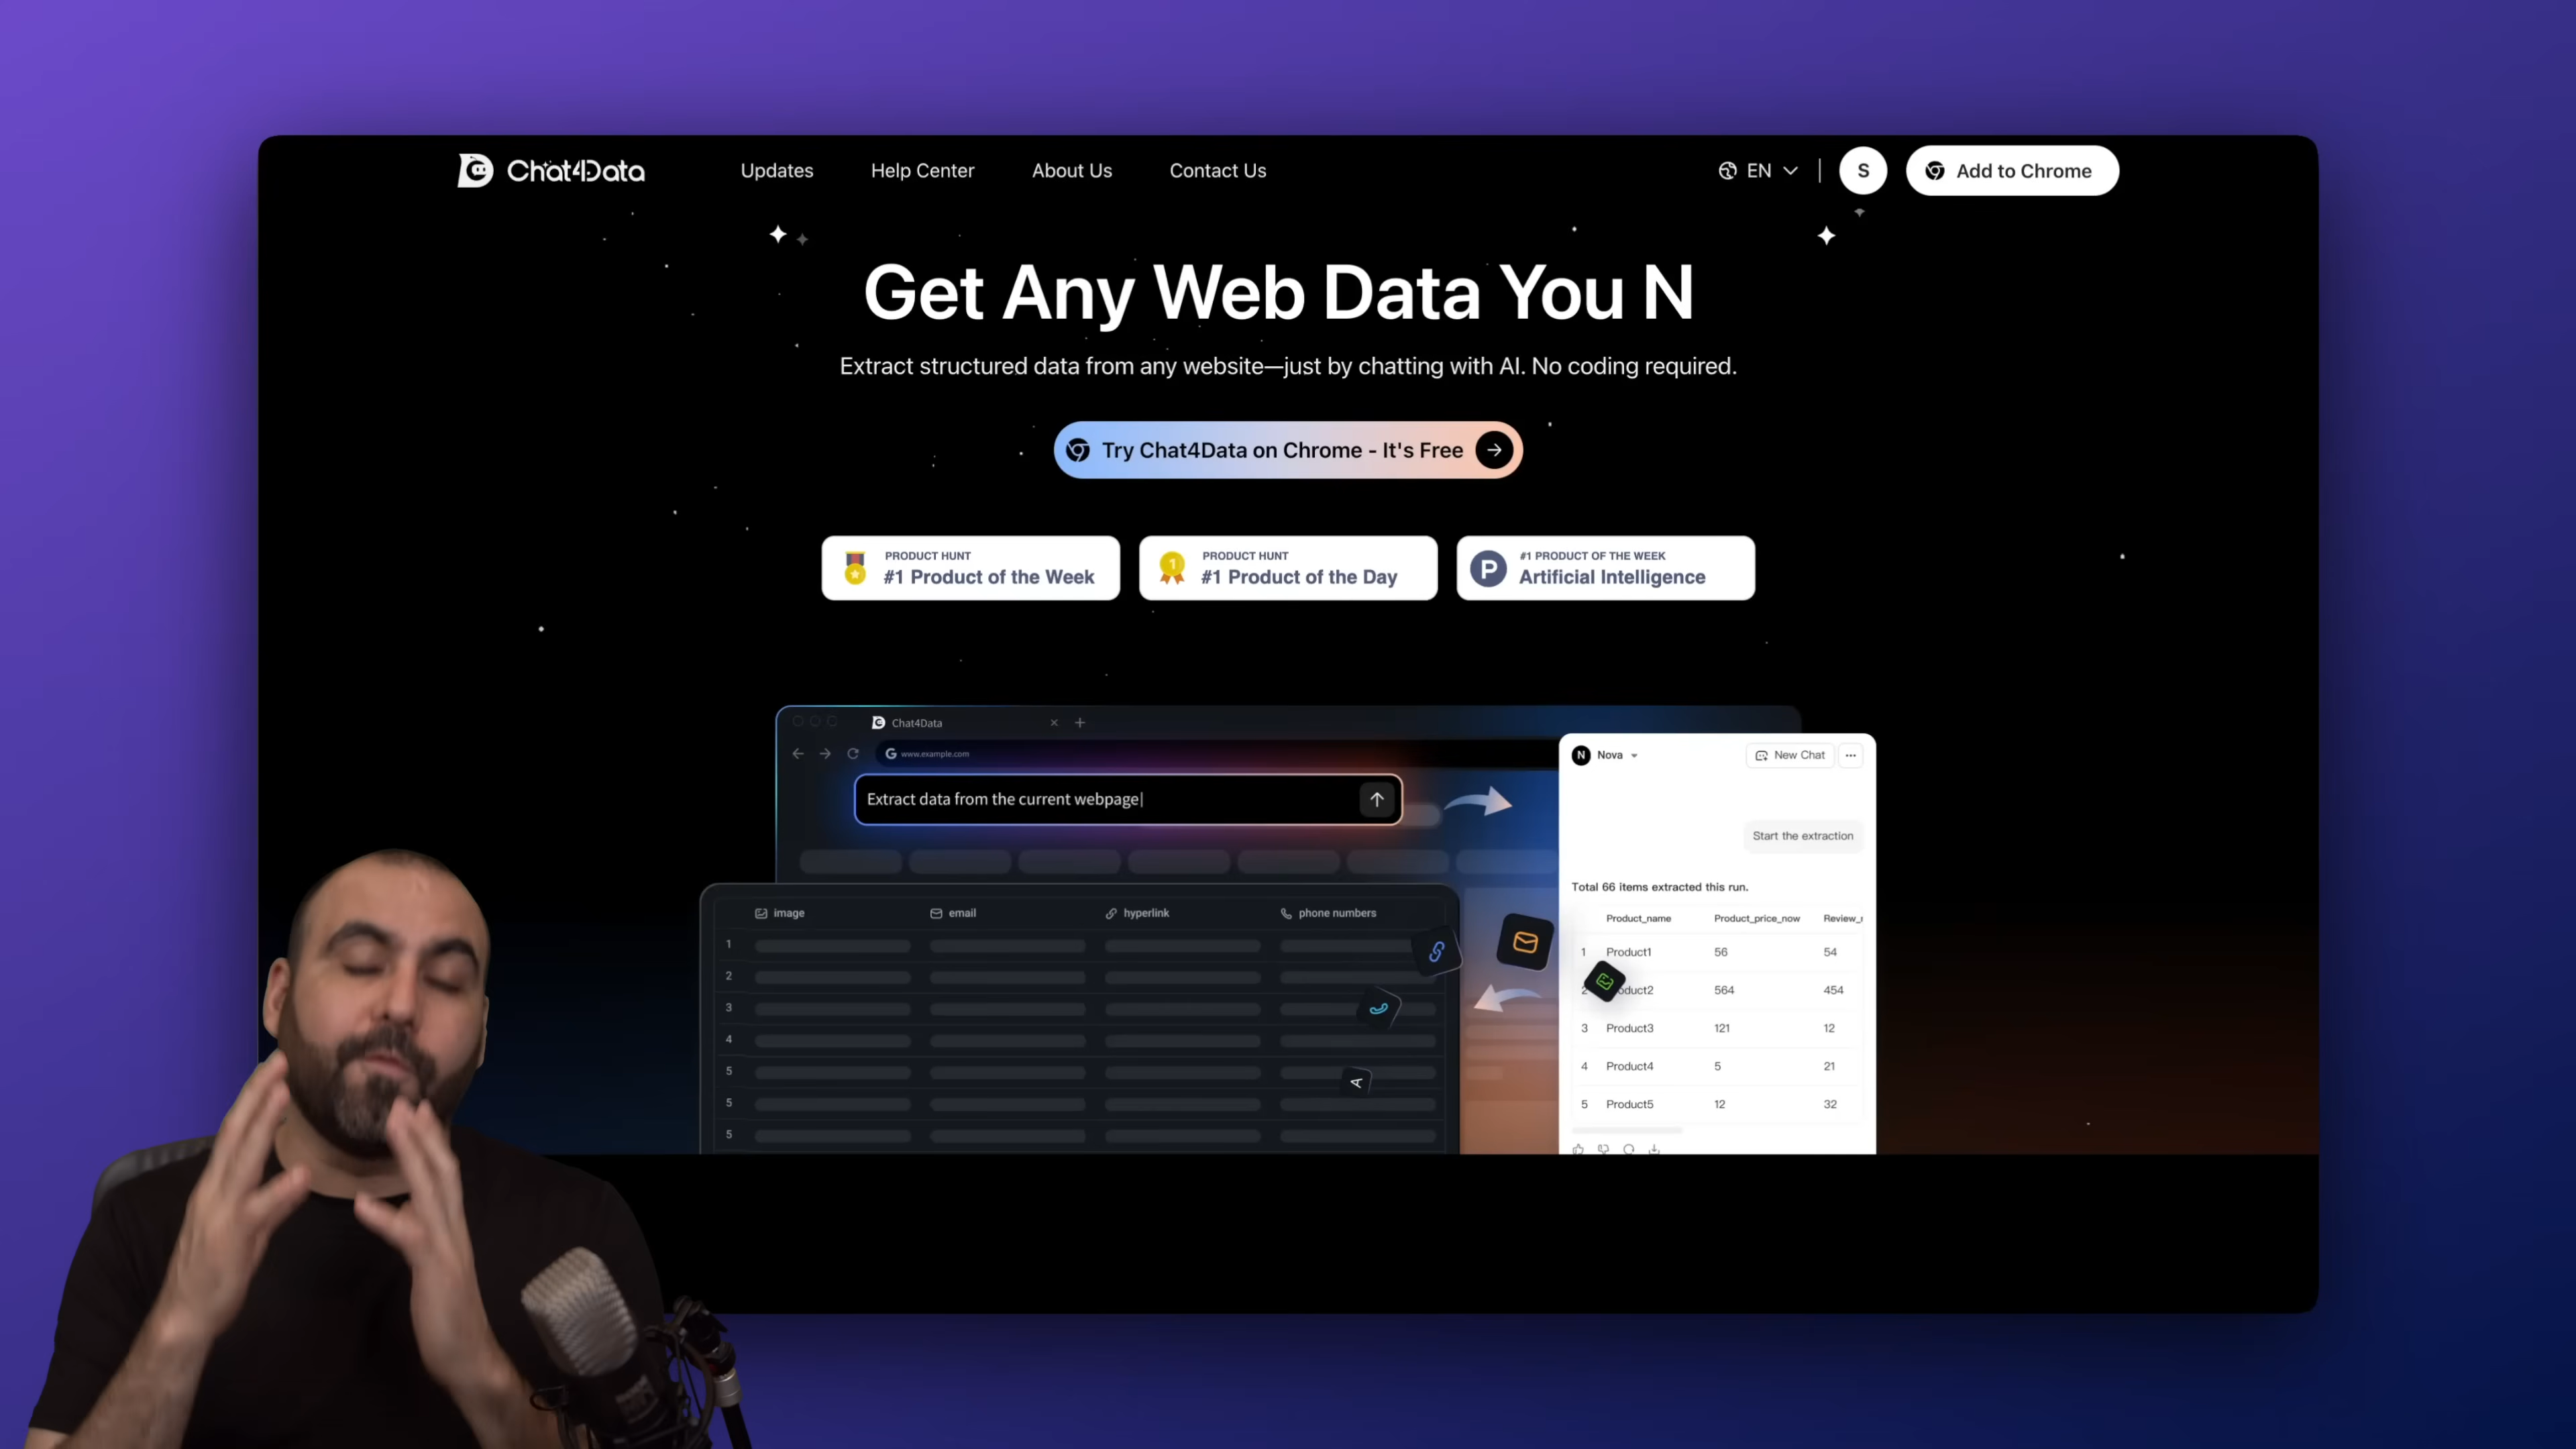 Chat4Data
Updates
Help Center
About Us
Contact Us
EN
S
Add to Chrome
Get Any Web Data You N
Extract structured data from any website—just by chatting with AI. No coding required.
Try Chat4Data on Chrome - It's Free
PRODUCT HUNT
#1 Product of the Week
1
PRODUCT HUNT
#1 Product of the Day
P
#1 PRODUCT OF THE WEEK
Artificial Intelligence
Chat4Data
www.example.com
Extract data from the current webpage
N Nova
New Chat
Start the extraction
Total 66 items extracted this run.
Product_name Product_price_now Review_
1 Product1 56 54
2 oduct2 564 454
3 Product3 121 12
4 Product4 5 21
5 Product5 12 32
image email hyperlink phone numbers
1
2
3
4
5
5
5
A